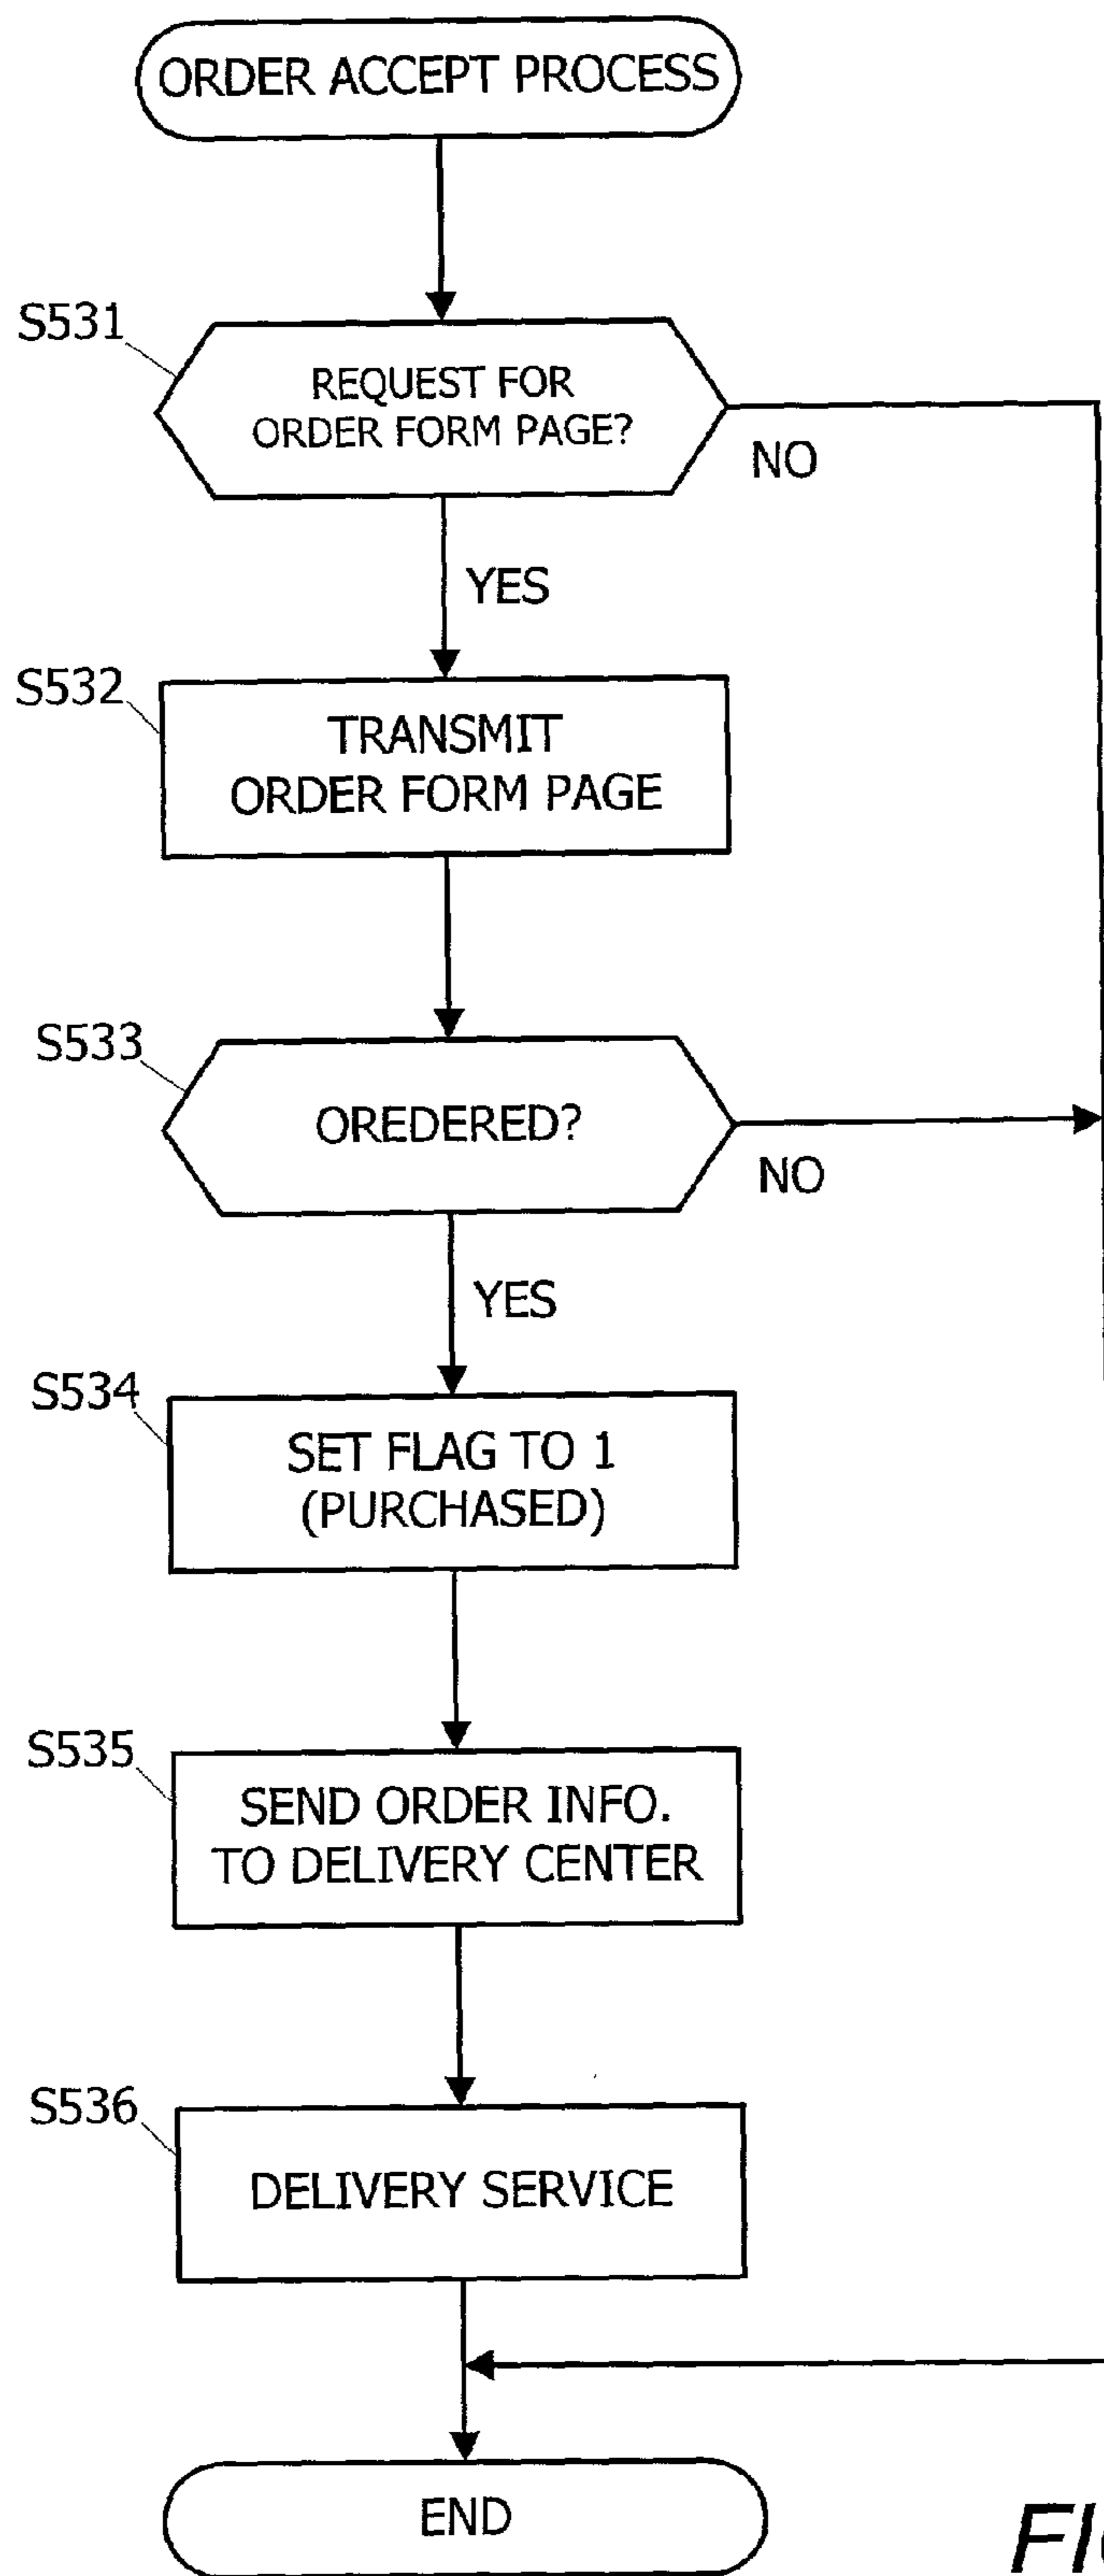 ORDER ACCEPT PROCESS
S531
REQUEST FOR
ORDER FORM PAGE?
NO
YES
S532
TRANSMIT
ORDER FORM PAGE
S533
OREDERED?
NO
YES
S534
SET FLAG TO 1
(PURCHASED)
S535
SEND ORDER INFO.
TO DELIVERY CENTER
S536
DELIVERY SERVICE
END